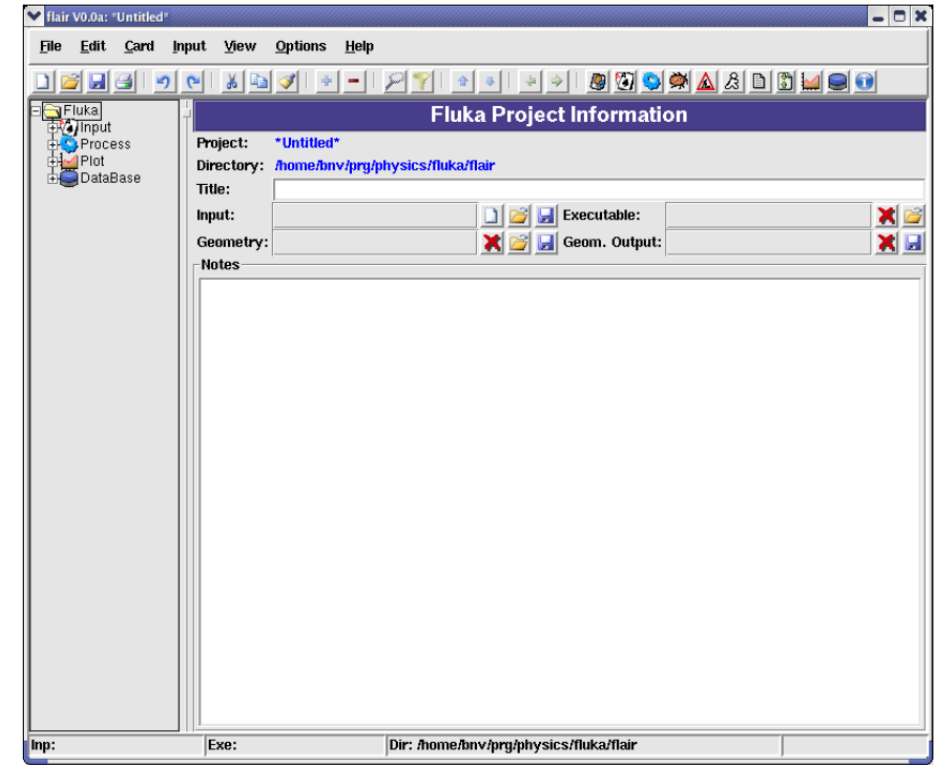 flair V0.0a: *Untitled*
File Edit Card Input View Options Help
Fluka
Input
Process
Plot
DataBase
Fluka Project Information
Project: *Untitled*
Directory: /home/bnv/prg/physics/fluka/flair
Title:
Input: Executable:
Geometry: Geom. Output:
Notes
Inp: Exe: Dir: /home/bnv/prg/physics/fluka/flair